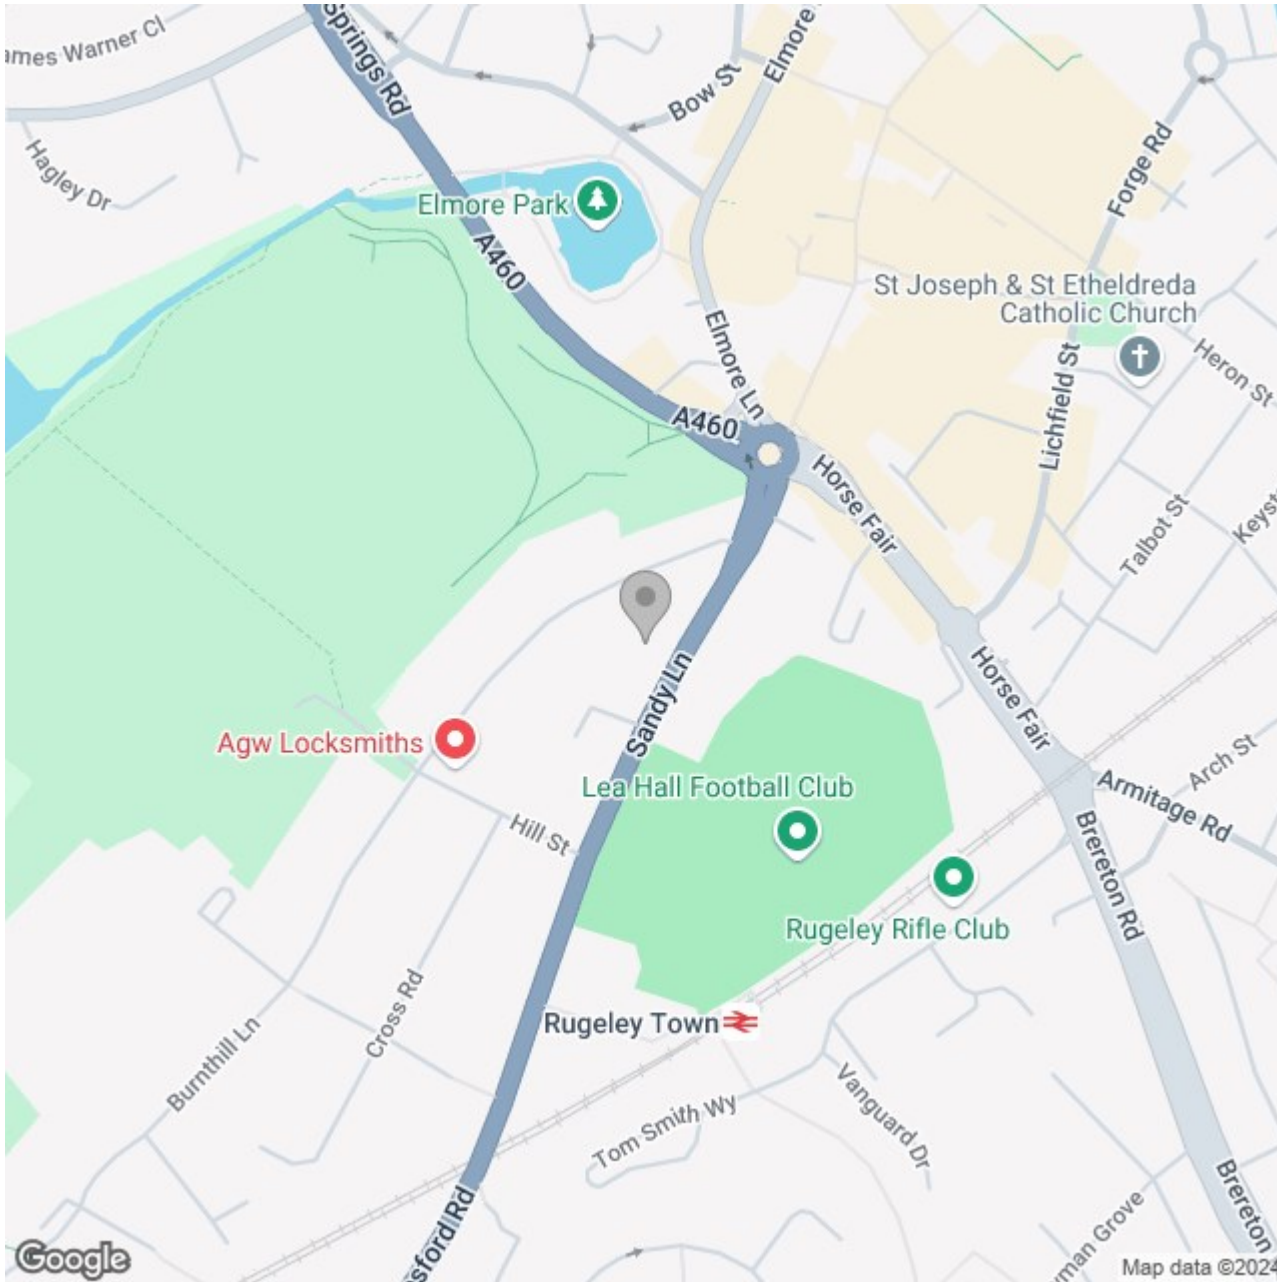 ames Warner Cl
Springs Rd
Elmore
Bow St
Hagley Dr
Forge Rd
Elmore Park
A460
St Joseph & St Etheldreda
Catholic Church
Elmore Ln
Heron St
Lichfield St
A460
Horse Fair
Talbot St
Keyst
Sandy Ln
Horse Fair
Agw Locksmiths
Lea Hall Football Club
Arch St
Armitage Rd
Hill St
Brereton Rd
Rugeley Rifle Club
Cross Rd
Rugeley Town
Burnthill Ln
Vanguard Dr
Tom Smith Wy
Brereton
sford Rd
man Grove
Google
Map data ©2024